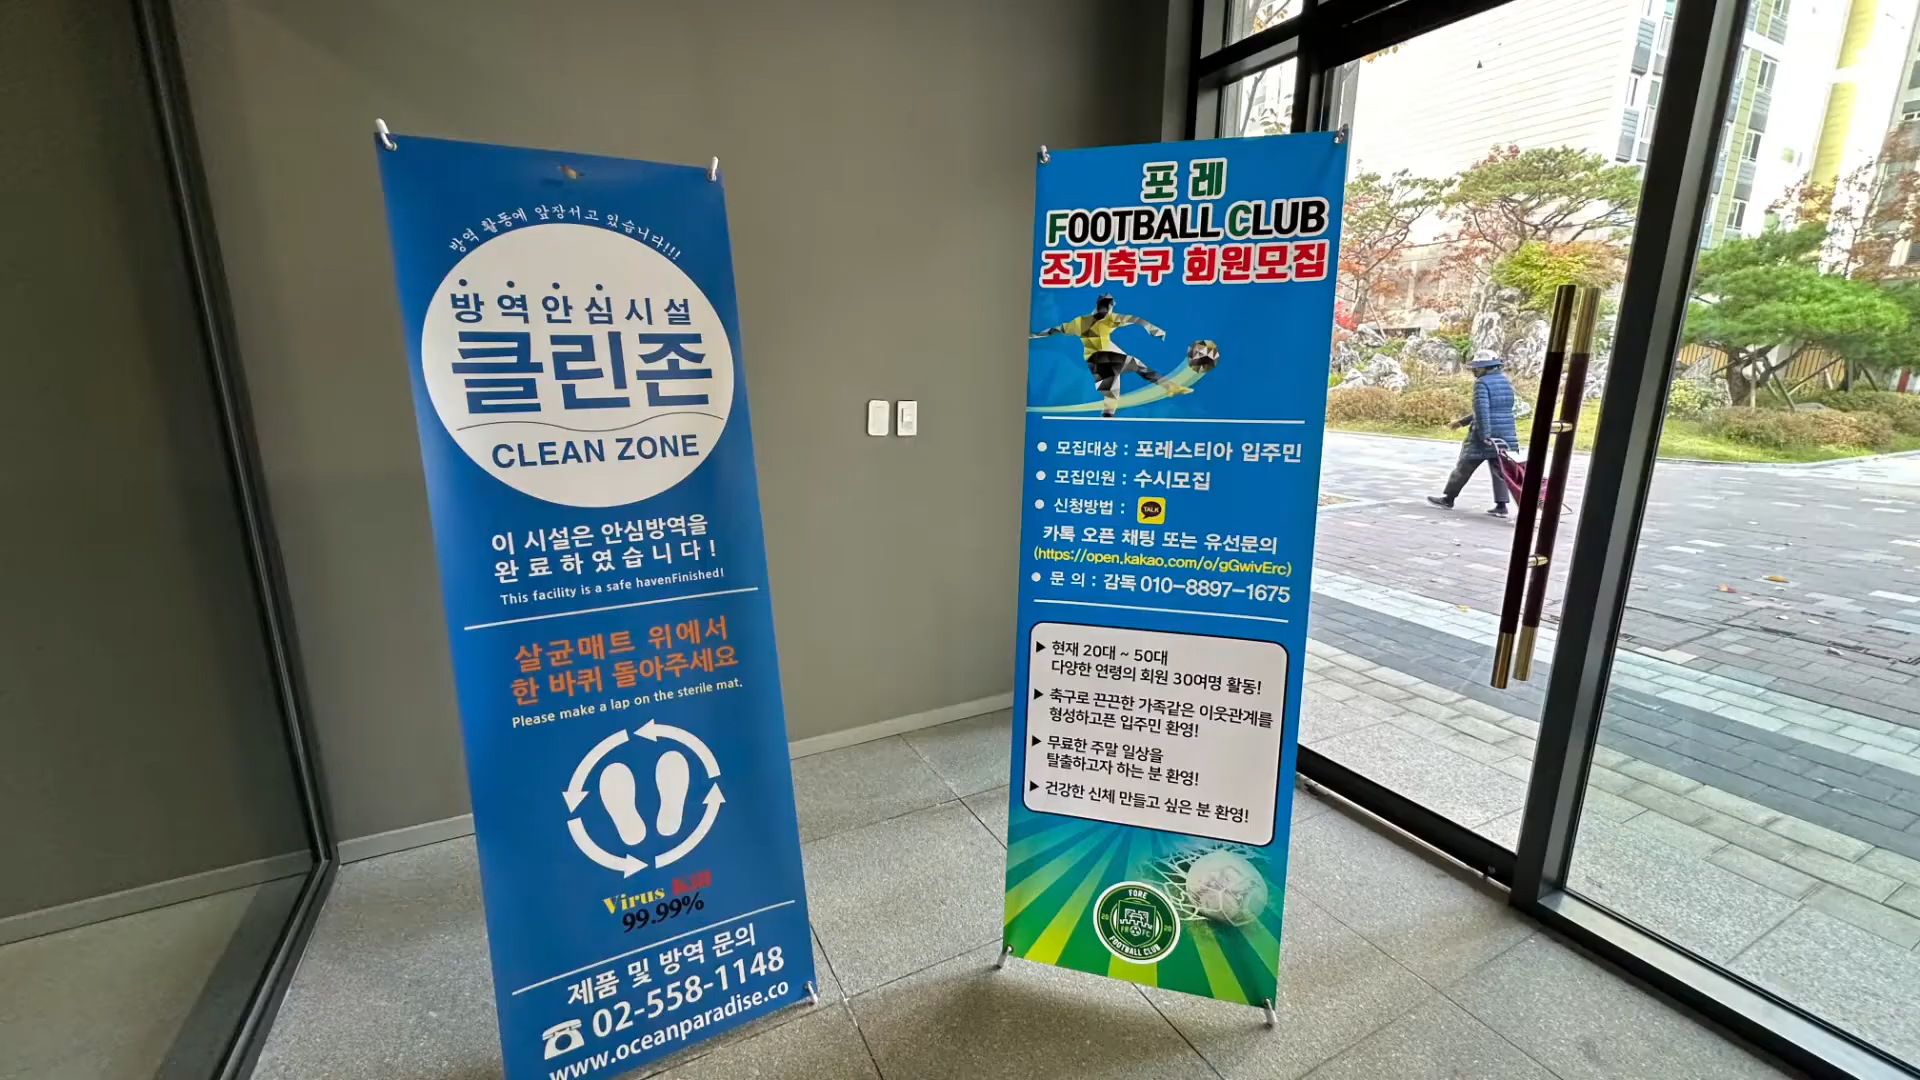 방역 활동에 앞장서고 있습니다!!!
방역안심시설
클린존
CLEAN ZONE
이 시설은 안심방역을
완료하였습니다!
This facility is a safe havenFinished!
살균매트 위에서
한 바퀴 돌아주세요
Please make a lap on the sterile mat.
Virus Kill
99.99%
제품 및 방역 문의
02-558-1148
www.oceanparadise.co
포레
FOOTBALL CLUB
조기축구 회원모집
● 모집대상 : 포레스티아 입주민
● 모집인원 : 수시모집
● 신청방법 : TALK
카톡 오픈 채팅 또는 유선문의
(https://open.kakao.com/o/gGwivErc)
● 문 의 : 감독 010-8897-1675
▶ 현재 20대 ~ 50대
다양한 연령의 회원 30여명 활동!
▶ 축구로 끈끈한 가족같은 이웃관계를
형성하고픈 입주민 환영!
▶ 무료한 주말 일상을
탈출하고자 하는 분 환영!
▶ 건강한 신체 만들고 싶은 분 환영!
FORE
20 20
FR FC
FOOTBALL CLUB